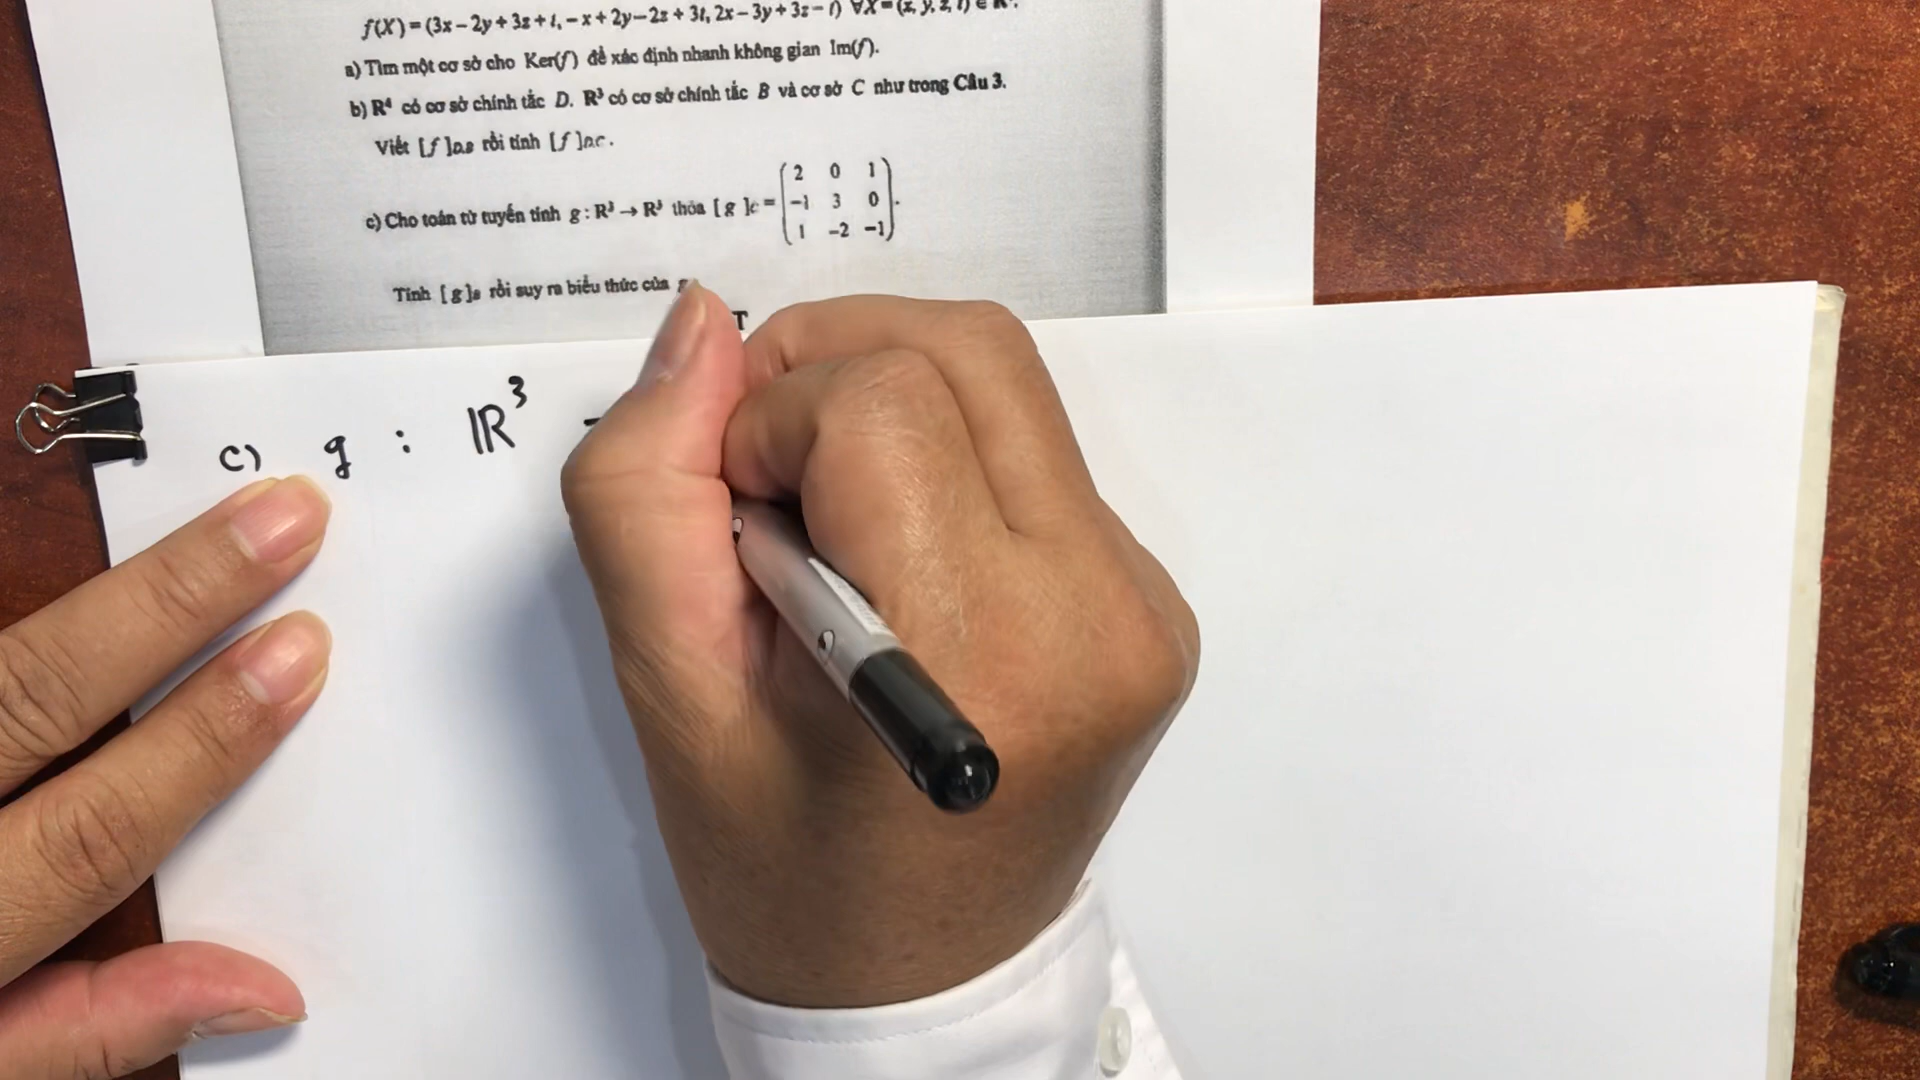 f(X) = (3x − 2y + 3z + t, − x + 2y − 2z + 3t, 2x − 3y + 3z − t) ∀X = (x, y, z, t) ∈ R⁴.
a) Tìm một cơ sở cho Ker(f) để xác định nhanh không gian Im(f).
b) R⁴ có cơ sở chính tắc D. R³ có cơ sở chính tắc B và cơ sở C như trong Câu 3.
Viết [f]D,B rồi tính [f]D,C.
c) Cho toán tử tuyến tính g : R³ → R³ thỏa [g]C = (2 0 1
−1 3 0
1 −2 −1).
Tính [g]B rồi suy ra biểu thức của g
T
c) g : ℝ³